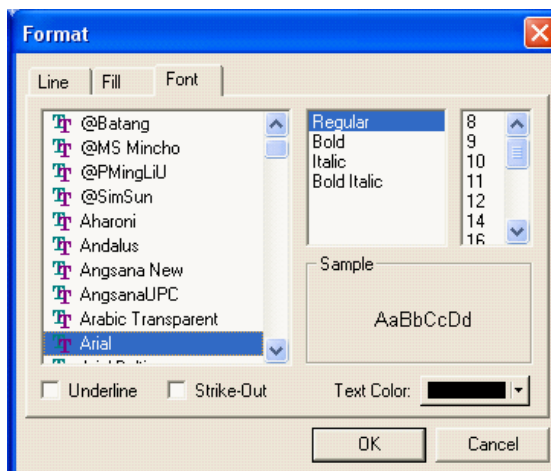 Format
Line Fill Font
@Batang
@MS Mincho
@PMingLiU
@SimSun
Aharoni
Andalus
Angsana New
AngsanaUPC
Arabic Transparent
Arial
Regular
Bold
Italic
Bold Italic
8
9
10
11
12
14
16
Sample
AaBbCcDd
Underline Strike-Out Text Color:
OK Cancel